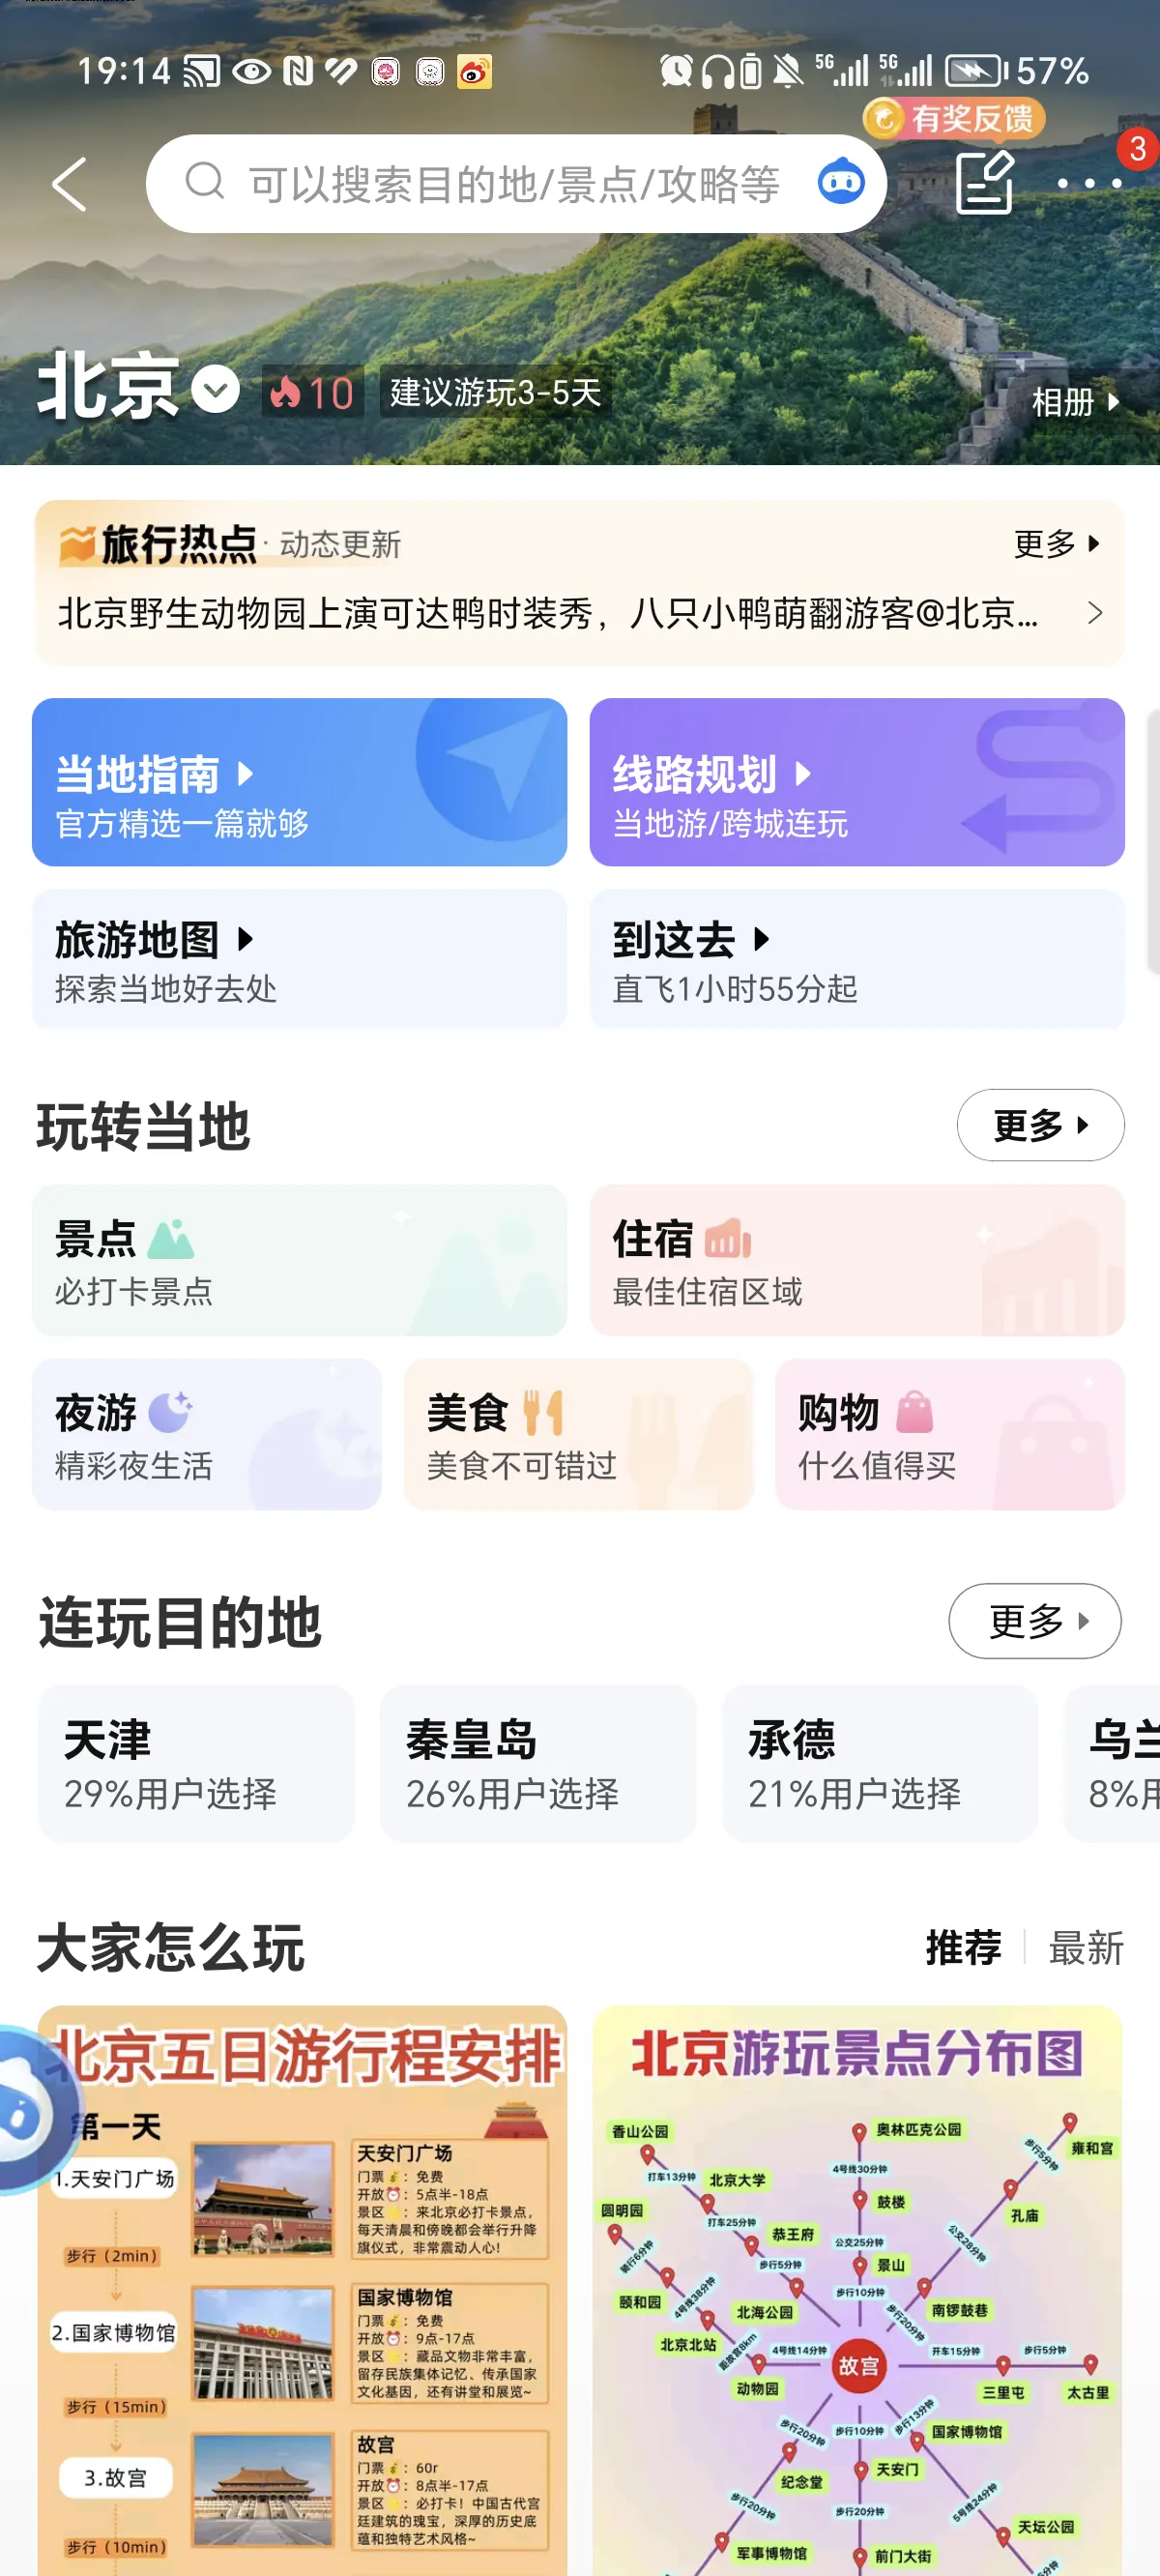 19:14
5G
5G
57%
有奖反馈
可以搜索目的地/景点/攻略等
3
北京
10
建议游玩3-5天
相册
旅行热点·动态更新
更多
北京野生动物园上演可达鸭时装秀，八只小鸭萌翻游客@北京...
当地指南
官方精选一篇就够
线路规划
当地游/跨城连玩
旅游地图
探索当地好去处
到这去
直飞1小时55分起
玩转当地
更多
景点
必打卡景点
住宿
最佳住宿区域
夜游
精彩夜生活
美食
美食不可错过
购物
什么值得买
连玩目的地
更多
天津
29%用户选择
秦皇岛
26%用户选择
承德
21%用户选择
8%
大家怎么玩
推荐
最新
北京五日游行程安排
第一天
1.天安门广场
天安门广场
门票：免费
开放：5点半-18点
景区：来北京必打卡景点，
每天清晨和傍晚都会举行升降
旗仪式，非常震动人心！
步行（2min）
2.国家博物馆
国家博物馆
门票：免费
开放：9点-17点
景区：藏品文物非常丰富，
留存民族集体记忆、传承国家
文化基因，还有讲堂和展览~
步行（15min）
3.故宫
故宫
门票：60r
开放：8点半-17点
景区：必打卡！中国古代宫
廷建筑的瑰宝，深厚的历史底
蕴和独特艺术风格~
步行（10min）
北京游玩景点分布图
香山公园
奥林匹克公园
雍和宫
步行5分钟
打车13分钟
北京大学
4号线30分钟
圆明园
鼓楼
孔庙
打车25分钟
恭王府
公交25分钟
公交28分钟
骑行6分钟
步行5分钟
景山
颐和园
4号线38分钟
北海公园
步行10分钟
南锣鼓巷
步行20分钟
北京北站
距故宫8km
4号线14分钟
故宫
开车15分钟
步行5分钟
动物园
三里屯
太古里
步行20分钟
步行10分钟
步行13分钟
国家博物馆
纪念堂
天安门
步行20分钟
步行20分钟
5号线24分钟
天坛公园
军事博物馆
前门大街